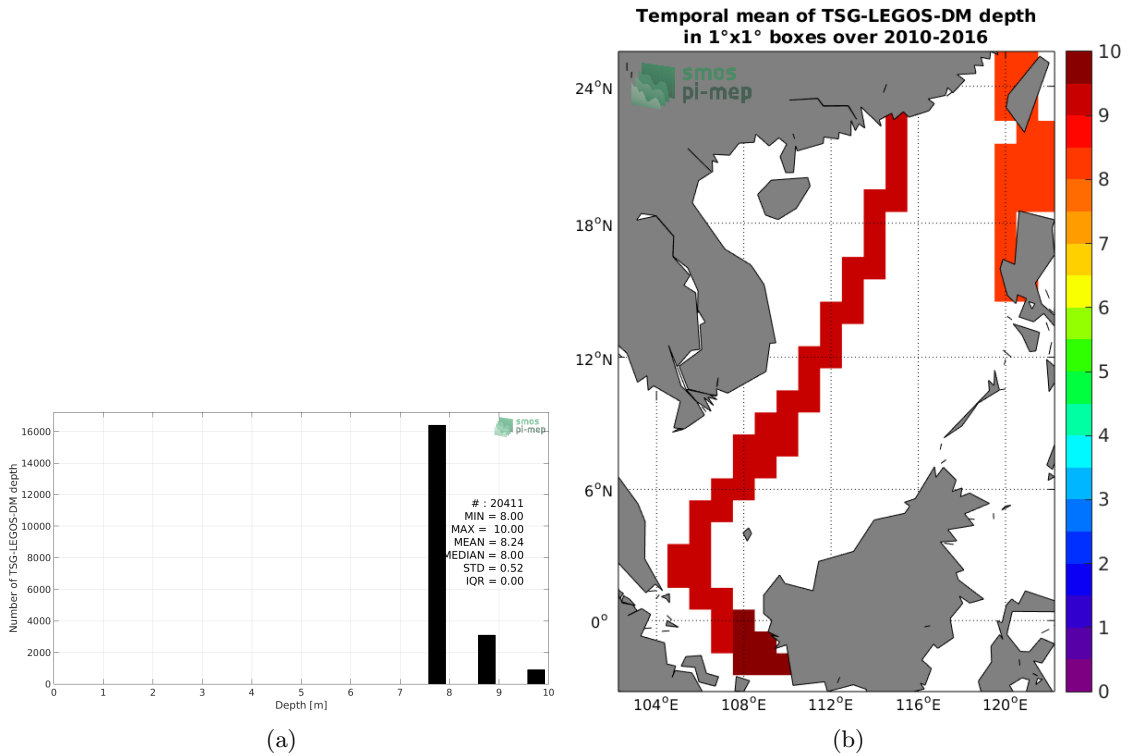 Temporal mean of TSG-LEGOS-DM depth
in 1°x1° boxes over 2010-2016
smos
pi-mep
24°N
18°N
12°N
6°N
0°
104°E 108°E 112°E 116°E 120°E
10
9
8
7
6
5
4
3
2
1
0
(b)
Number of TSG-LEGOS-DM depth
16000
14000
12000
10000
8000
6000
4000
2000
0
smos
pi-mep
# : 20411
MIN = 8.00
MAX = 10.00
MEAN = 8.24
MEDIAN = 8.00
STD = 0.52
IQR = 0.00
0 1 2 3 4 5 6 7 8 9 10
Depth [m]
(a)